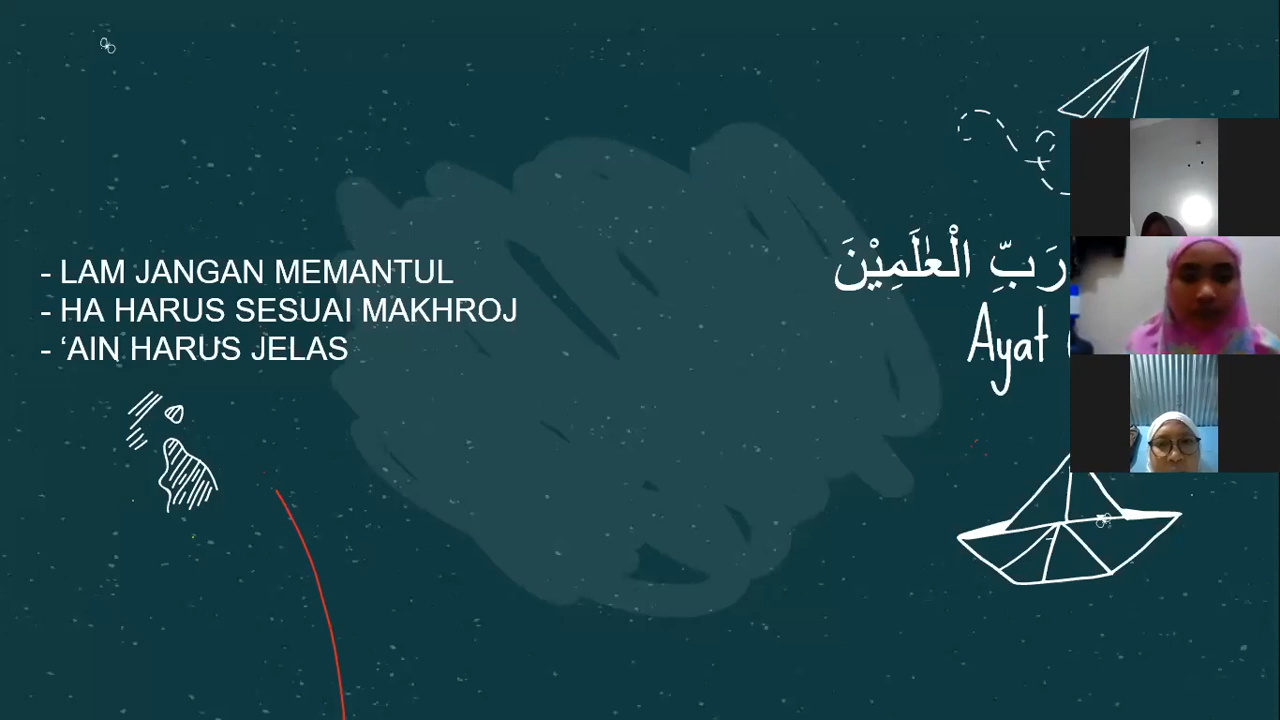 - LAM JANGAN MEMANTUL
- HA HARUS SESUAI MAKHROJ
- ‘AIN HARUS JELAS
رَبِّ الْعٰلَمِيْنَ
Ayat